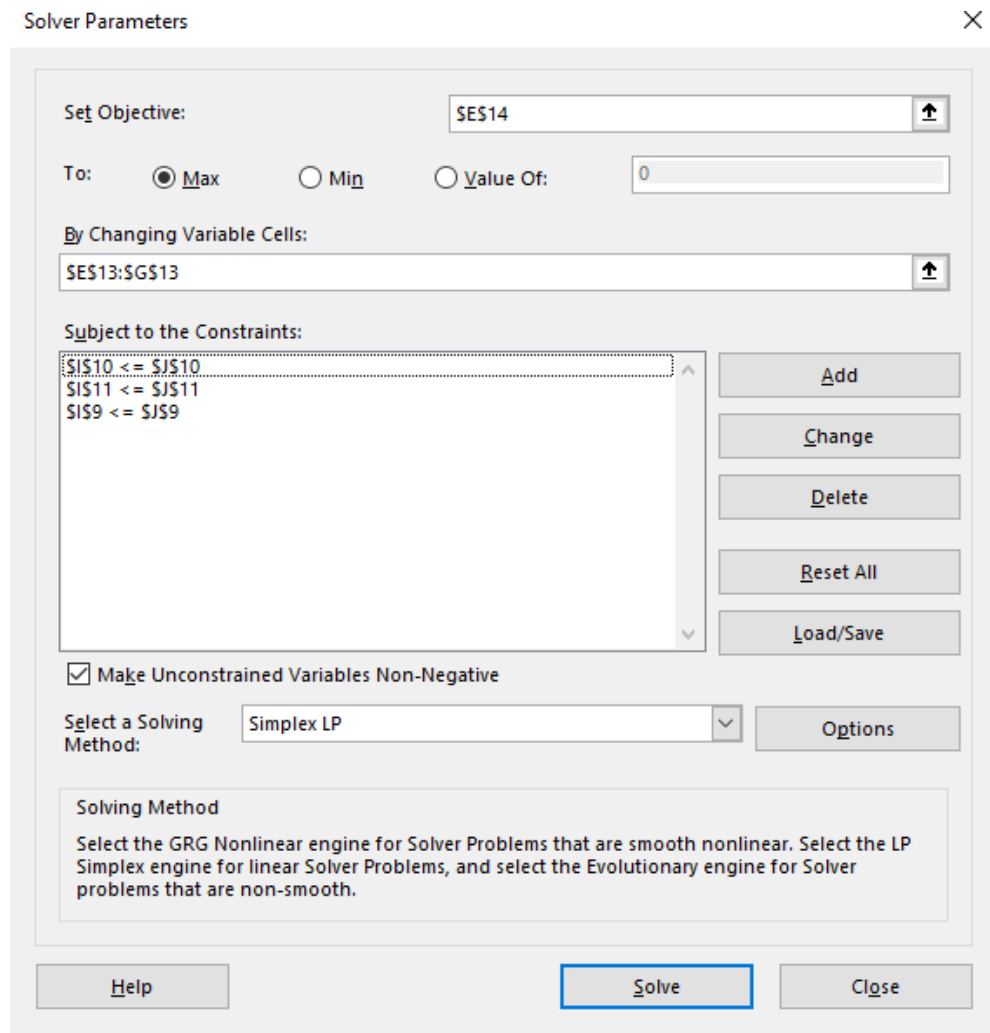 Solver Parameters
Set Objective:
$E$14
To:
Max
Min
Value Of:
0
By Changing Variable Cells:
$E$13:$G$13
Subject to the Constraints:
$I$10 <= $J$10
$I$11 <= $J$11
$I$9 <= $J$9
Add
Change
Delete
Reset All
Load/Save
Make Unconstrained Variables Non-Negative
Select a Solving
Method:
Simplex LP
Options
Solving Method
Select the GRG Nonlinear engine for Solver Problems that are smooth nonlinear. Select the LP
Simplex engine for linear Solver Problems, and select the Evolutionary engine for Solver
problems that are non-smooth.
Help
Solve
Close